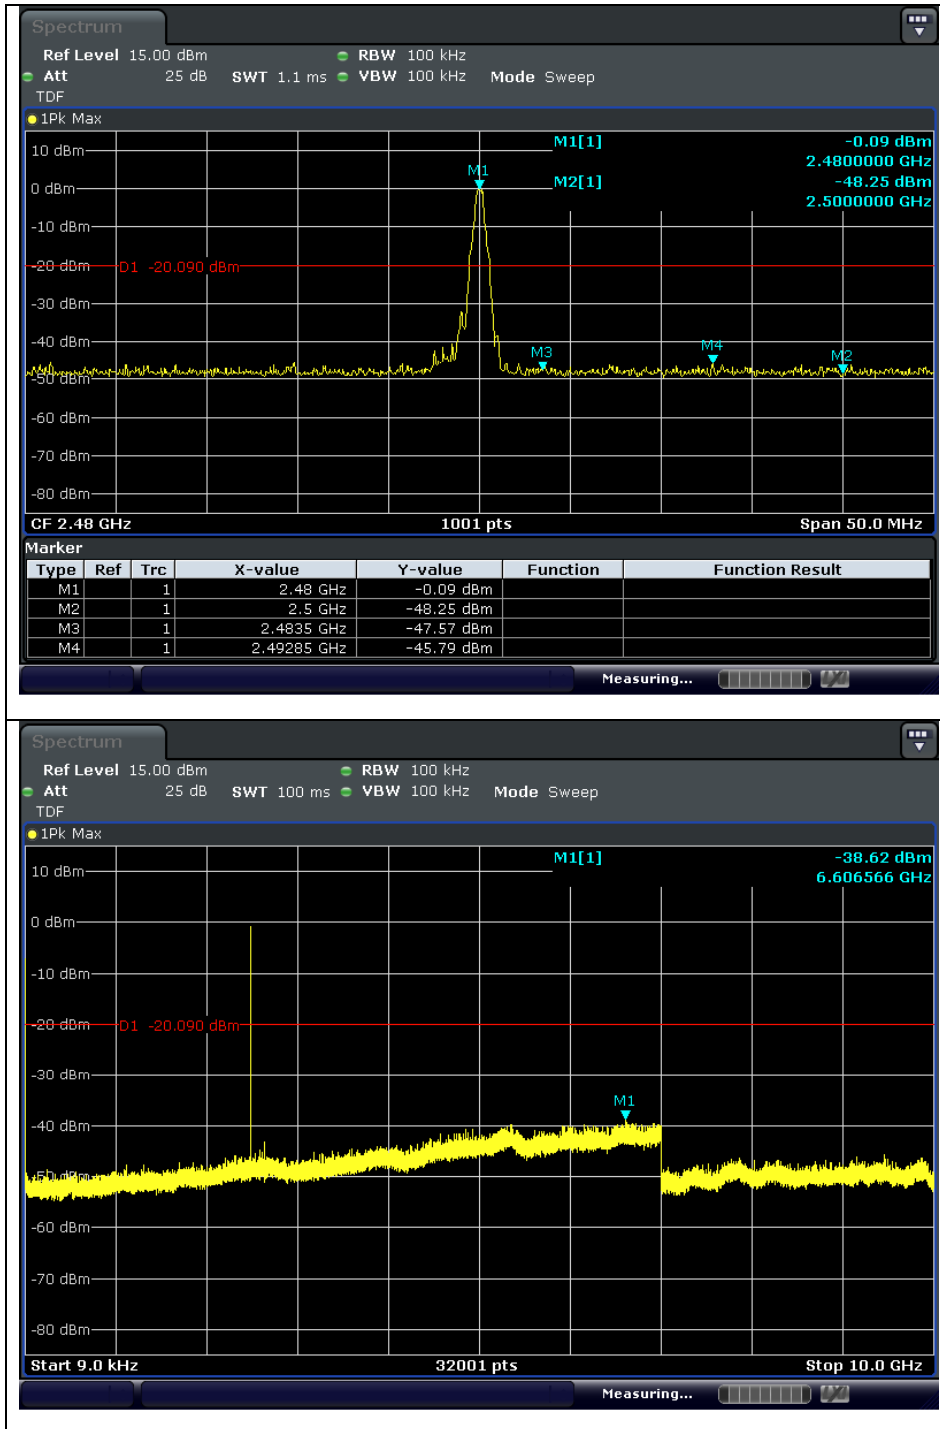 Spectrum
Ref Level 15.00 dBm RBW 100 kHz
Att 25 dB SWT 1.1 ms VBW 100 kHz Mode Sweep
TDF
1Pk Max
M1[1] -0.09 dBm
2.4800000 GHz
M2[1] -48.25 dBm
2.5000000 GHz
10 dBm
M1
0 dBm
-10 dBm
-20 dBm D1 -20.090 dBm
-30 dBm
-40 dBm
M3 M4 M2
-50 dBm
-60 dBm
-70 dBm
-80 dBm
CF 2.48 GHz 1001 pts Span 50.0 MHz
Marker
Type Ref Trc X-value Y-value Function Function Result
M1 1 2.48 GHz -0.09 dBm
M2 1 2.5 GHz -48.25 dBm
M3 1 2.4835 GHz -47.57 dBm
M4 1 2.49285 GHz -45.79 dBm
Measuring...
Spectrum
Ref Level 15.00 dBm RBW 100 kHz
Att 25 dB SWT 100 ms VBW 100 kHz Mode Sweep
TDF
1Pk Max
M1[1] -38.62 dBm
6.606566 GHz
10 dBm
0 dBm
-10 dBm
-20 dBm D1 -20.090 dBm
-30 dBm
M1
-40 dBm
-50 dBm
-60 dBm
-70 dBm
-80 dBm
Start 9.0 kHz 32001 pts Stop 10.0 GHz
Measuring...